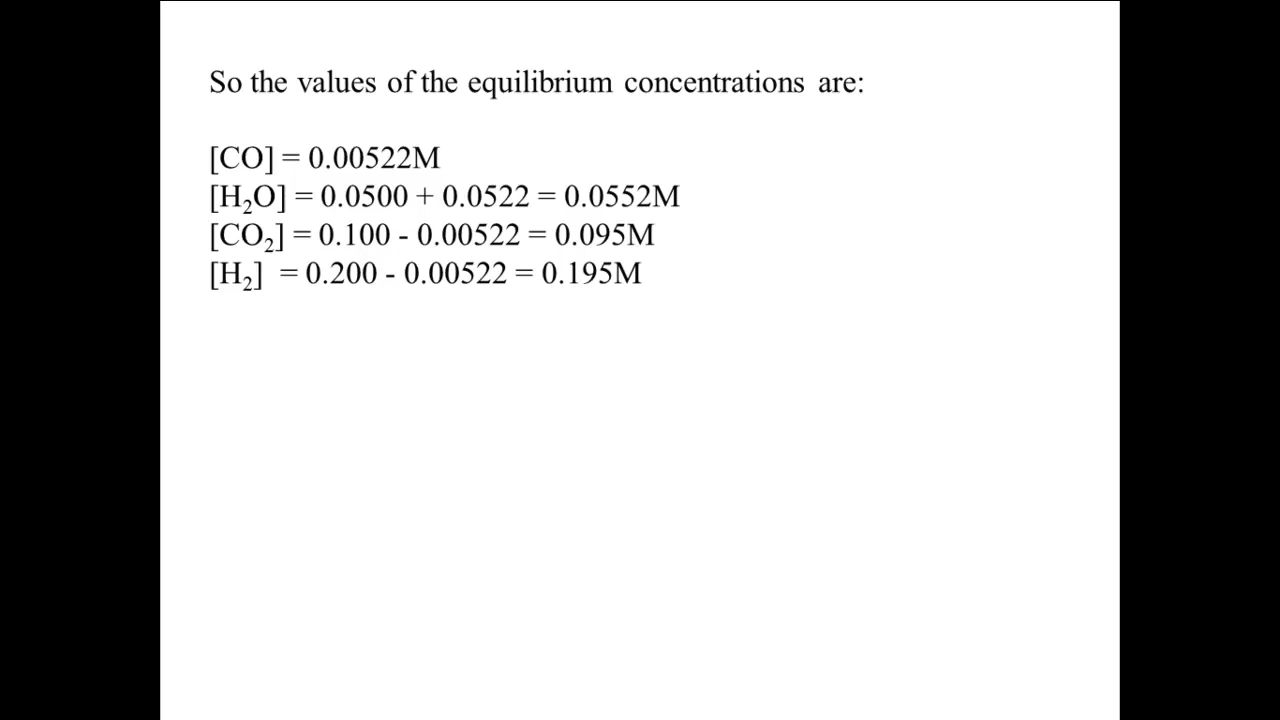 So the values of the equilibrium concentrations are:
[CO] = 0.00522M
[H₂O] = 0.0500 + 0.0522 = 0.0552M
[CO₂] = 0.100 - 0.00522 = 0.095M
[H₂] = 0.200 - 0.00522 = 0.195M